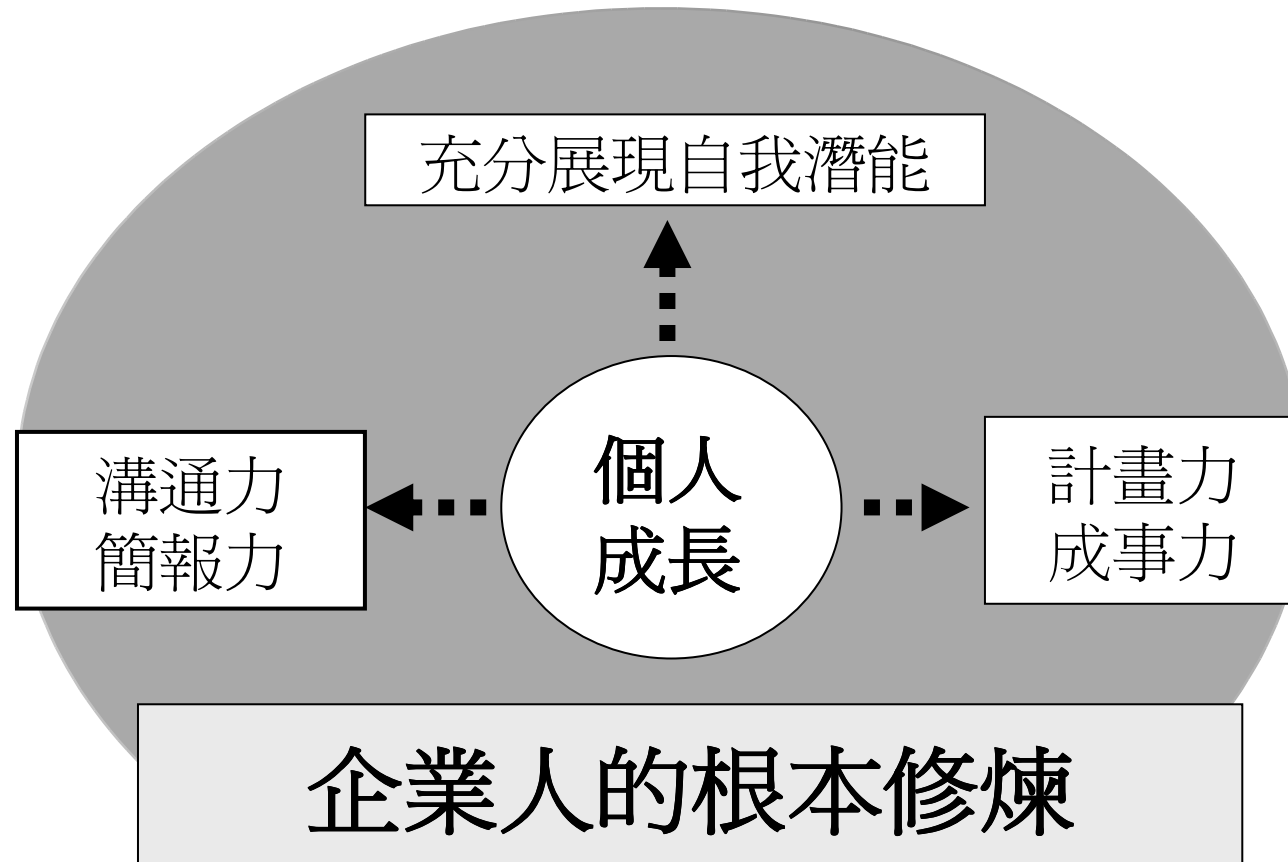 充分展現自我潛能
個人
成長
溝通力
簡報力
計畫力
成事力
企業人的根本修煉